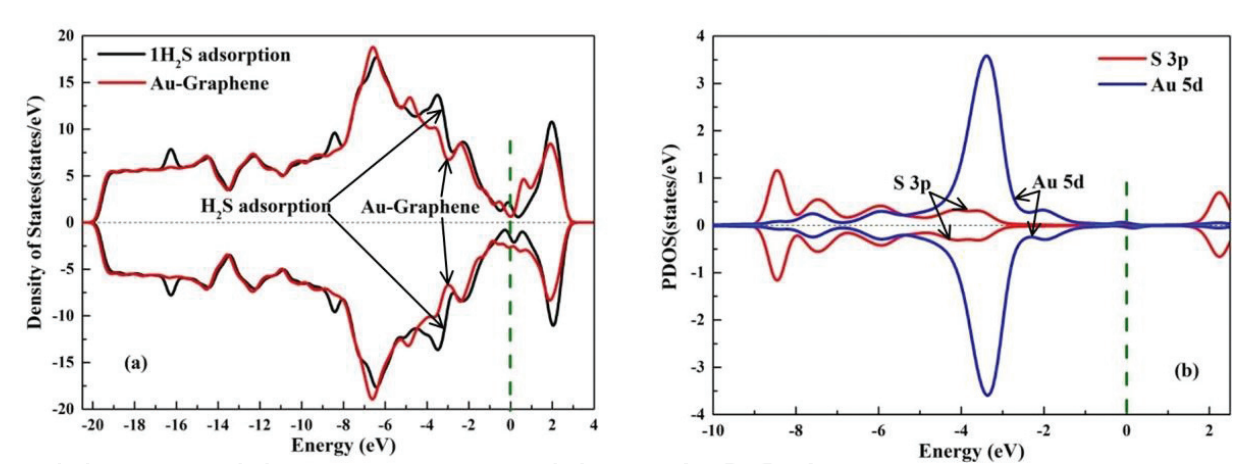 20
15
10
5
0
-5
-10
-15
-20
Density of States(states/eV)
1H₂S adsorption
Au-Graphene
H₂S adsorption
Au-Graphene
(a)
-20 -18 -16 -14 -12 -10 -8 -6 -4 -2 0 2 4
Energy (eV)
4
3
2
1
0
-1
-2
-3
-4
PDOS(states/eV)
S 3p
Au 5d
S 3p
Au 5d
(b)
-10 -8 -6 -4 -2 0 2
Energy (eV)